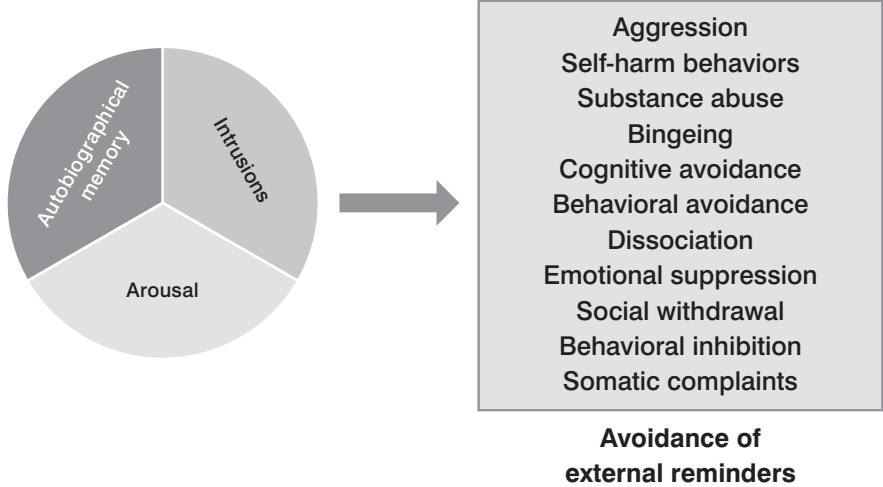 Autobiographical
memory
Intrusions
Arousal
Aggression
Self-harm behaviors
Substance abuse
Bingeing
Cognitive avoidance
Behavioral avoidance
Dissociation
Emotional suppression
Social withdrawal
Behavioral inhibition
Somatic complaints
Avoidance of
external reminders